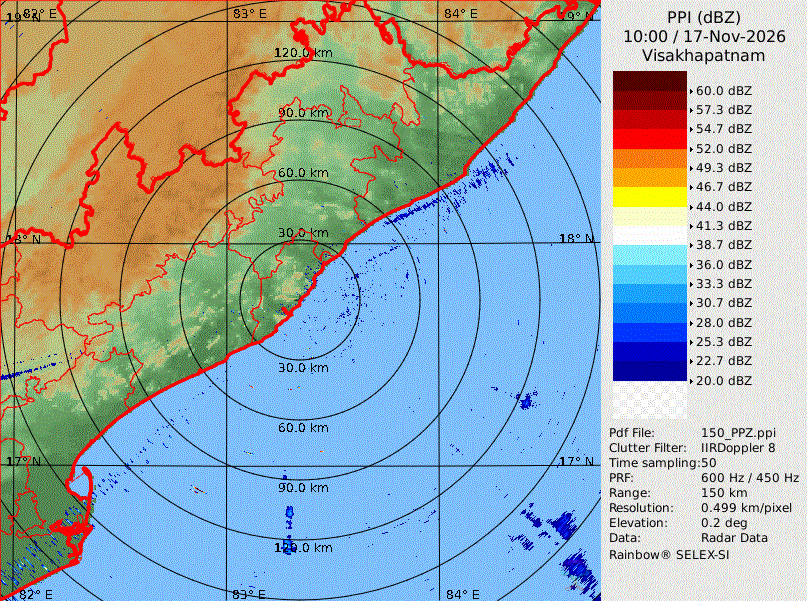 19° N
82° E
83° E
84° E
19° N
120.0 km
90.0 km
60.0 km
30.0 km
18° N
18° N
30.0 km
60.0 km
17° N
17° N
90.0 km
120.0 km
82° E
83° E
84° E
PPI (dBZ)
10:00 / 17-Nov-2026
Visakhapatnam
60.0 dBZ
57.3 dBZ
54.7 dBZ
52.0 dBZ
49.3 dBZ
46.7 dBZ
44.0 dBZ
41.3 dBZ
38.7 dBZ
36.0 dBZ
33.3 dBZ
30.7 dBZ
28.0 dBZ
25.3 dBZ
22.7 dBZ
20.0 dBZ
Pdf File: 150_PPZ.ppi
Clutter Filter: IIRDoppler 8
Time sampling:50
PRF: 600 Hz / 450 Hz
Range: 150 km
Resolution: 0.499 km/pixel
Elevation: 0.2 deg
Data: Radar Data
Rainbow® SELEX-SI